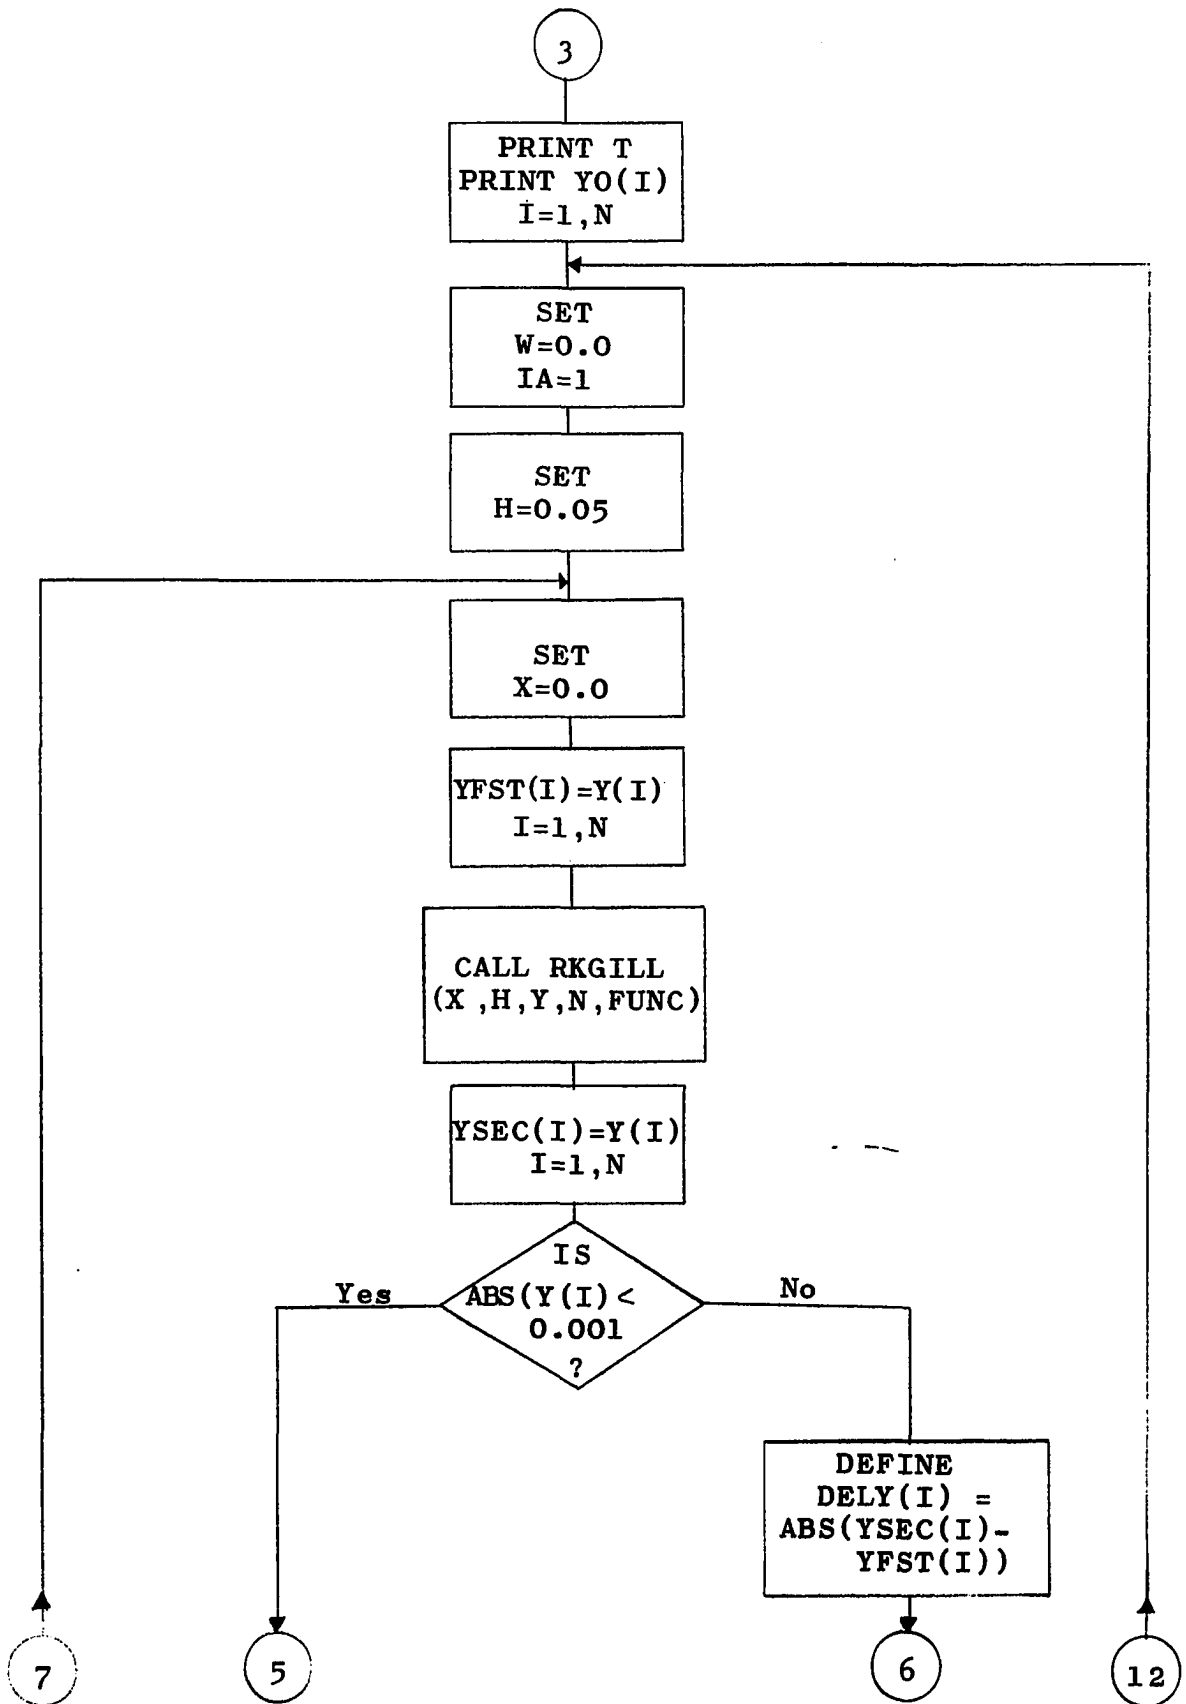 3
PRINT T
PRINT YO(I)
I=1,N
SET
W=0.0
IA=1
SET
H=0.05
SET
X=0.0
YFST(I)=Y(I)
I=1,N
CALL RKGILL
(X ,H,Y,N,FUNC)
YSEC(I)=Y(I)
I=1,N
IS
ABS(Y(I) <
0.001
?
Yes
No
DEFINE
DELY(I) =
ABS(YSEC(I)-
YFST(I))
7
5
6
12